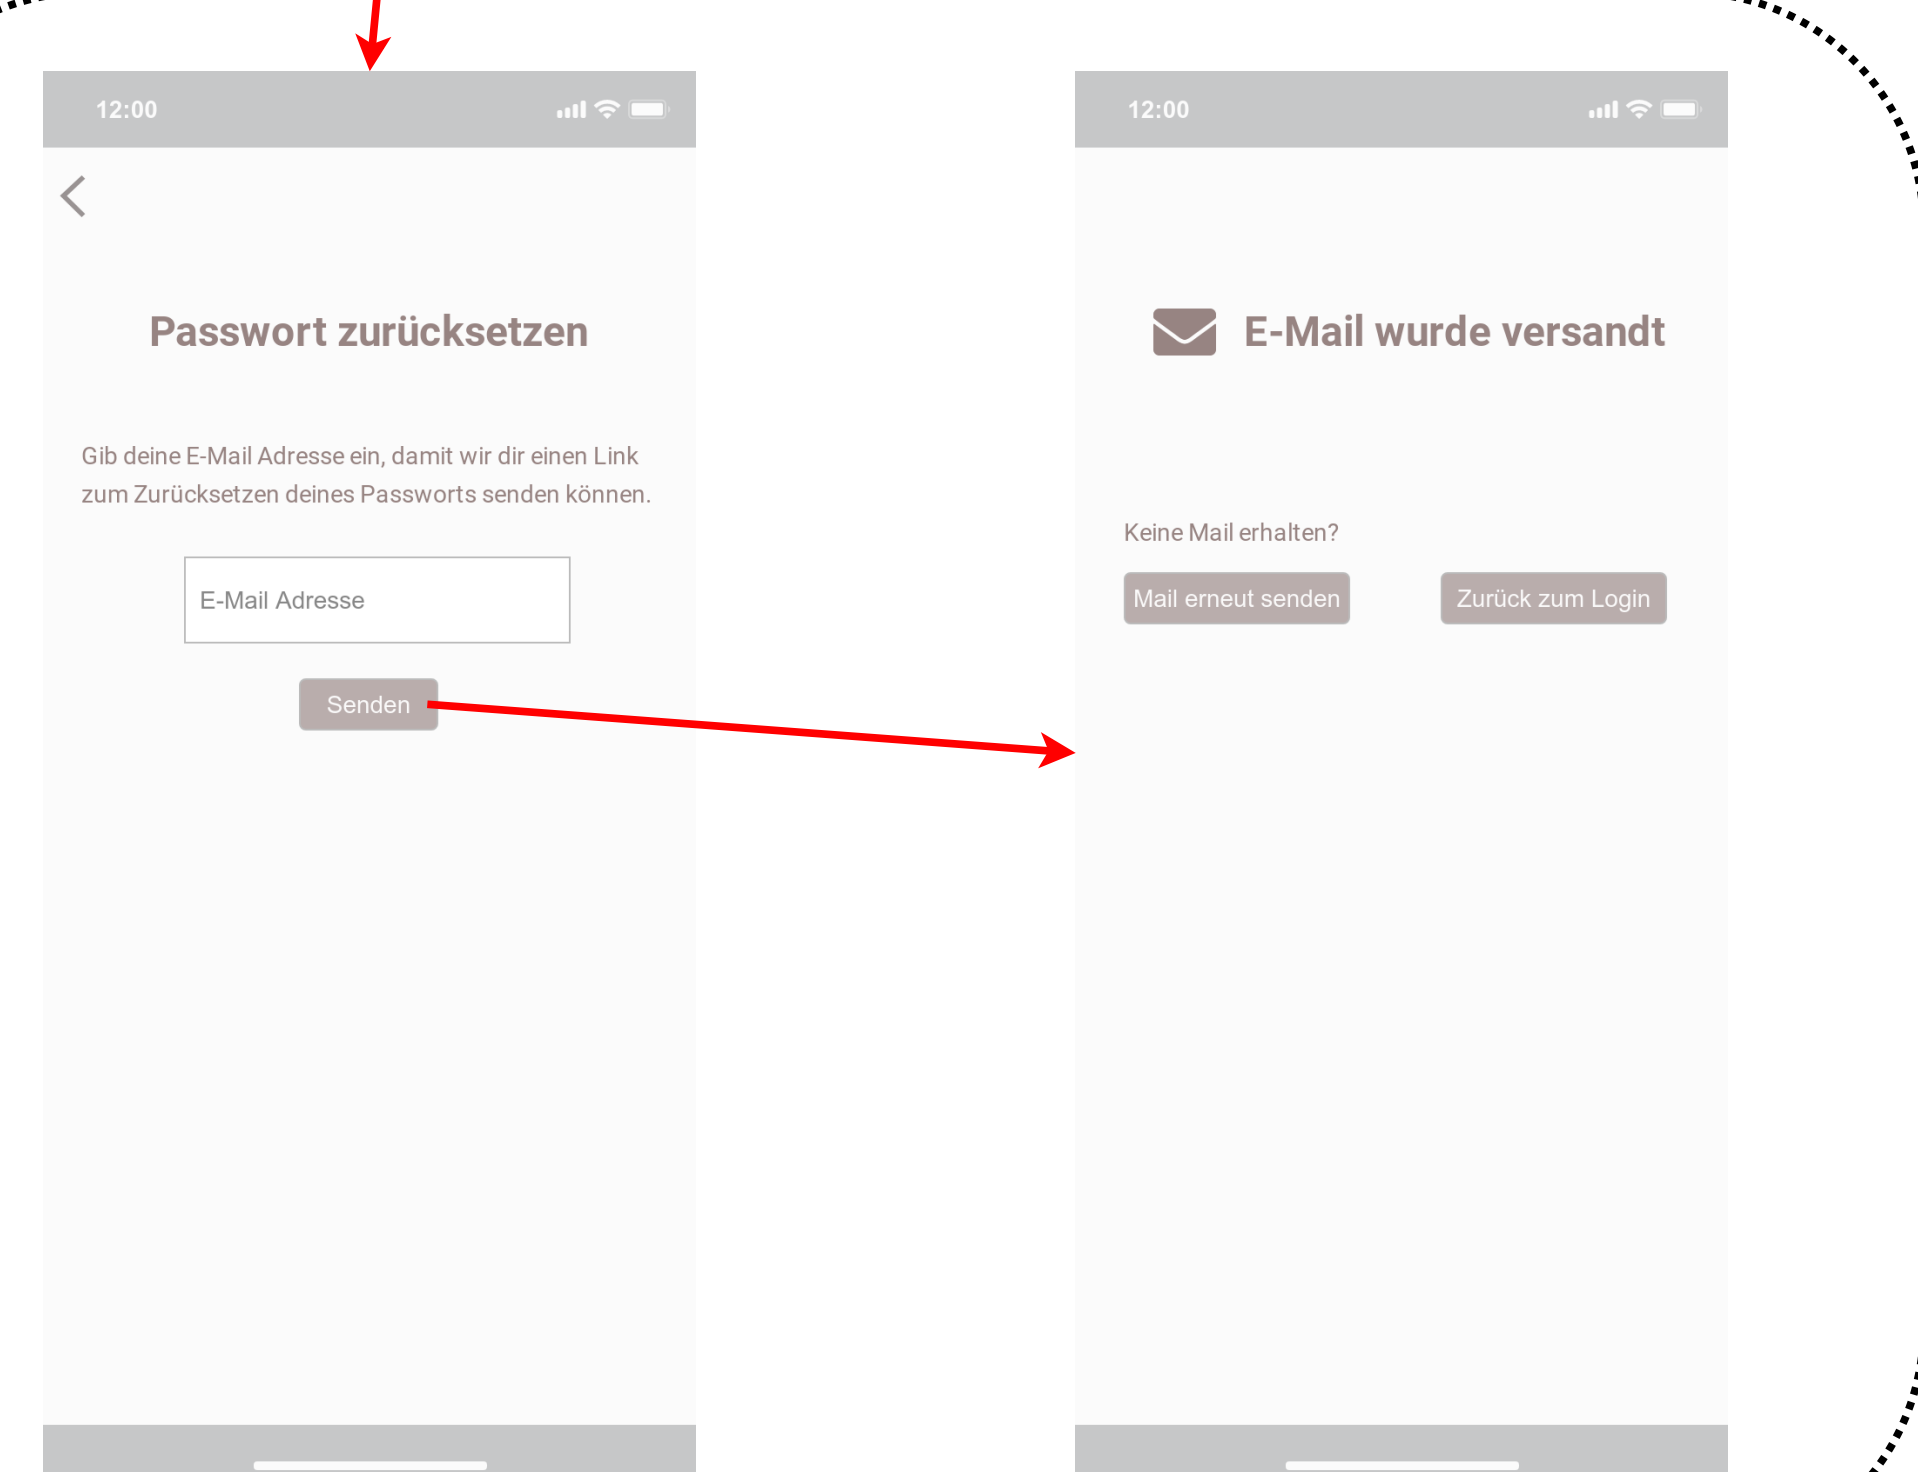 12:00
Passwort zurücksetzen
Gib deine E-Mail Adresse ein, damit wir dir einen Link
zum Zurücksetzen deines Passworts senden können.
E-Mail Adresse
Senden
12:00
E-Mail wurde versandt
Keine Mail erhalten?
Mail erneut senden
Zurück zum Login